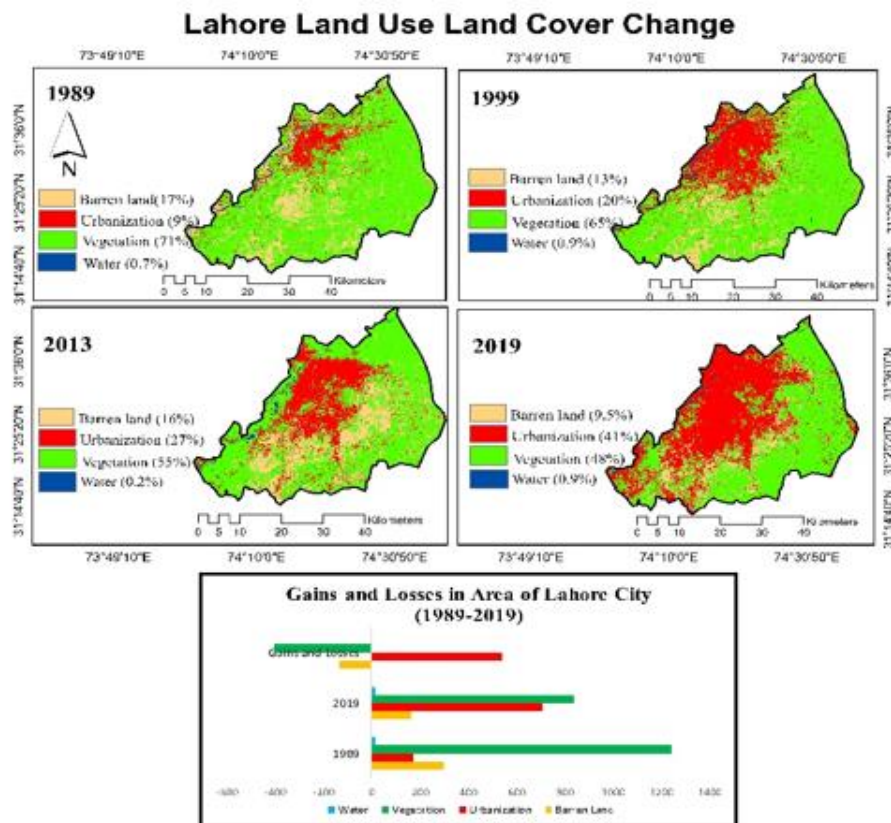 Lahore Land Use Land Cover Change
73°49'10"E 74°10'0"E 74°30'50"E 73°49'10"E 74°10'0"E 74°30'50"E
1989
N
Barren land(17%)
Urbanization (9%)
Vegetation (71%)
Water (0.7%)
Kilometers
0 5 10 20 30 40
1999
Barren land (13%)
Urbanization (20%)
Vegetation (65%)
Water (0.9%)
Kilometers
0 5 10 20 30 40
31°36'0"N
31°25'20"N
31°14'40"N
2013
Barren land (16%)
Urbanization (27%)
Vegetation (55%)
Water (0.2%)
Kilometers
0 5 10 20 30 40
2019
Barren land (9.5%)
Urbanization (41%)
Vegetation (48%)
Water (0.9%)
Kilometers
0 5 10 20 30 40
31°36'0"N
31°25'20"N
31°14'40"N
73°49'10"E 74°10'0"E 74°30'50"E 73°49'10"E 74°10'0"E 74°30'50"E
Gains and Losses in Area of Lahore City
(1989-2019)
Gains and Losses
2019
1989
-600 -400 -200 0 200 400 600 800 1000 1200 1400
Water Vegetation Urbanization Barran Land